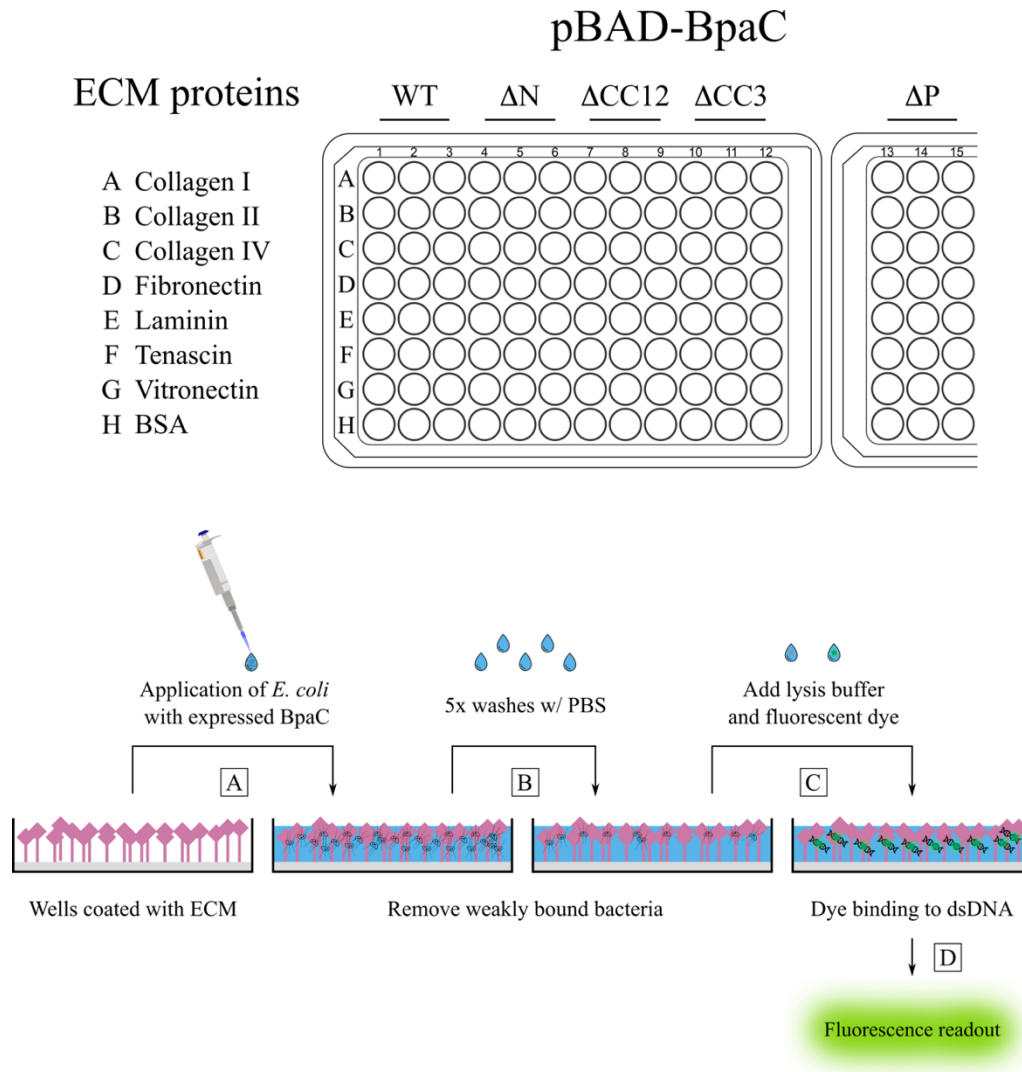 pBAD-BpaC
ECM proteins
WT ΔN ΔCC12 ΔCC3 ΔP
1 2 3 4 5 6 7 8 9 10 11 12 13 14 15
A Collagen I
B Collagen II
C Collagen IV
D Fibronectin
E Laminin
F Tenascin
G Vitronectin
H BSA
A
B
C
D
E
F
G
H
Application of E. coli
with expressed BpaC
5x washes w/ PBS
Add lysis buffer
and fluorescent dye
A
B
C
Wells coated with ECM
Remove weakly bound bacteria
Dye binding to dsDNA
D
Fluorescence readout